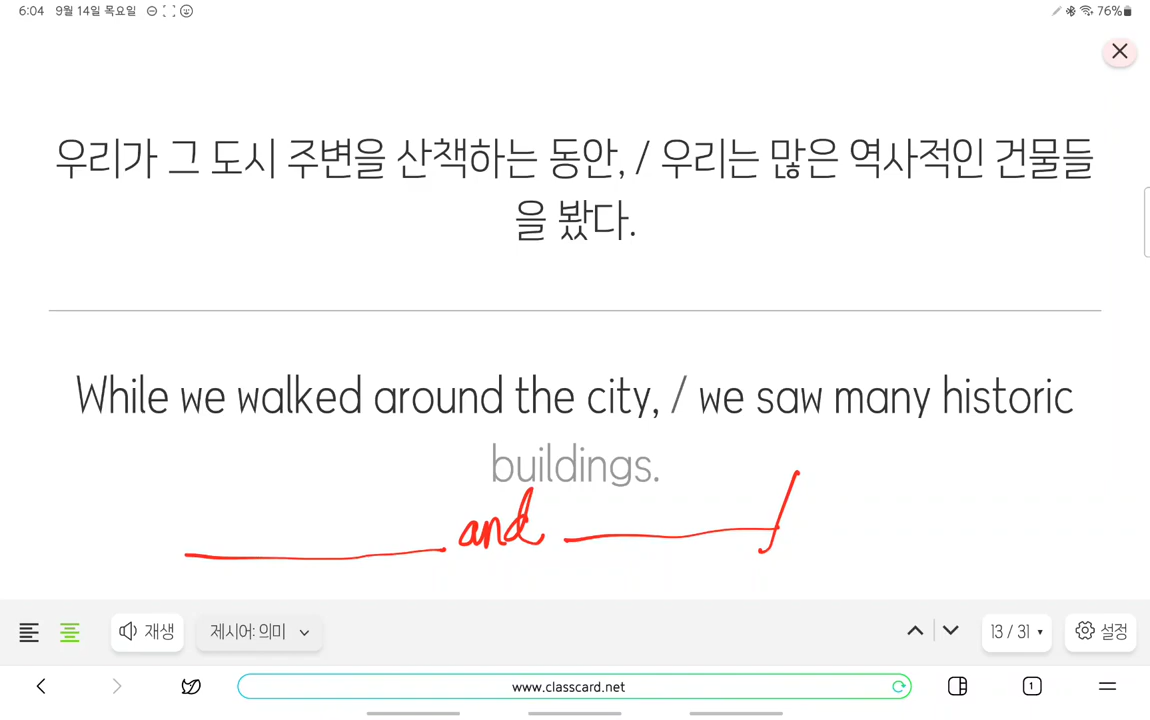 6:04 9월 14일 목요일 76%
우리가 그 도시 주변을 산책하는 동안, / 우리는 많은 역사적인 건물들
을 봤다.
While we walked around the city, / we saw many historic
buildings.
and
재생 제시어: 의미 13 / 31 설정
www.classcard.net 1